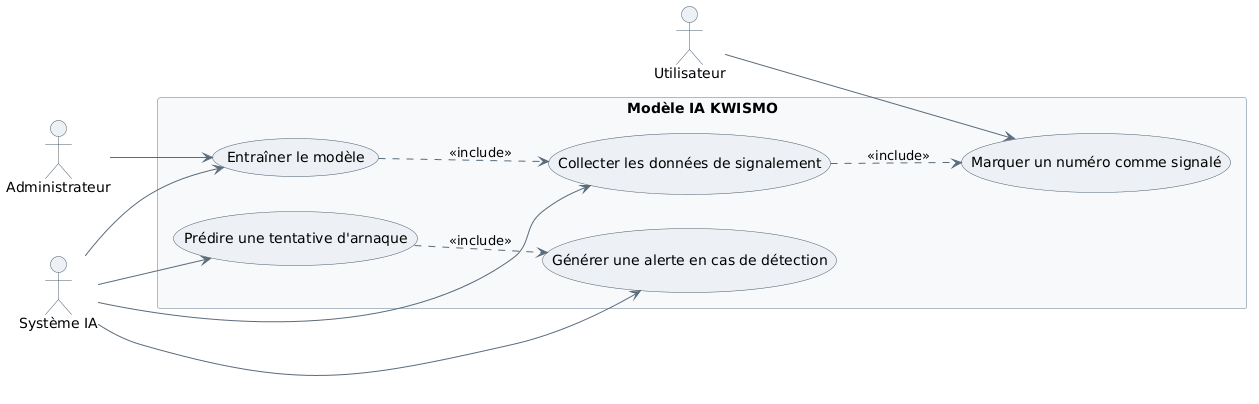 Utilisateur
Modèle IA KWISMO
Administrateur
Entraîner le modèle
«include»
Collecter les données de signalement
«include»
Marquer un numéro comme signalé
Prédire une tentative d'arnaque
«include»
Générer une alerte en cas de détection
Système IA